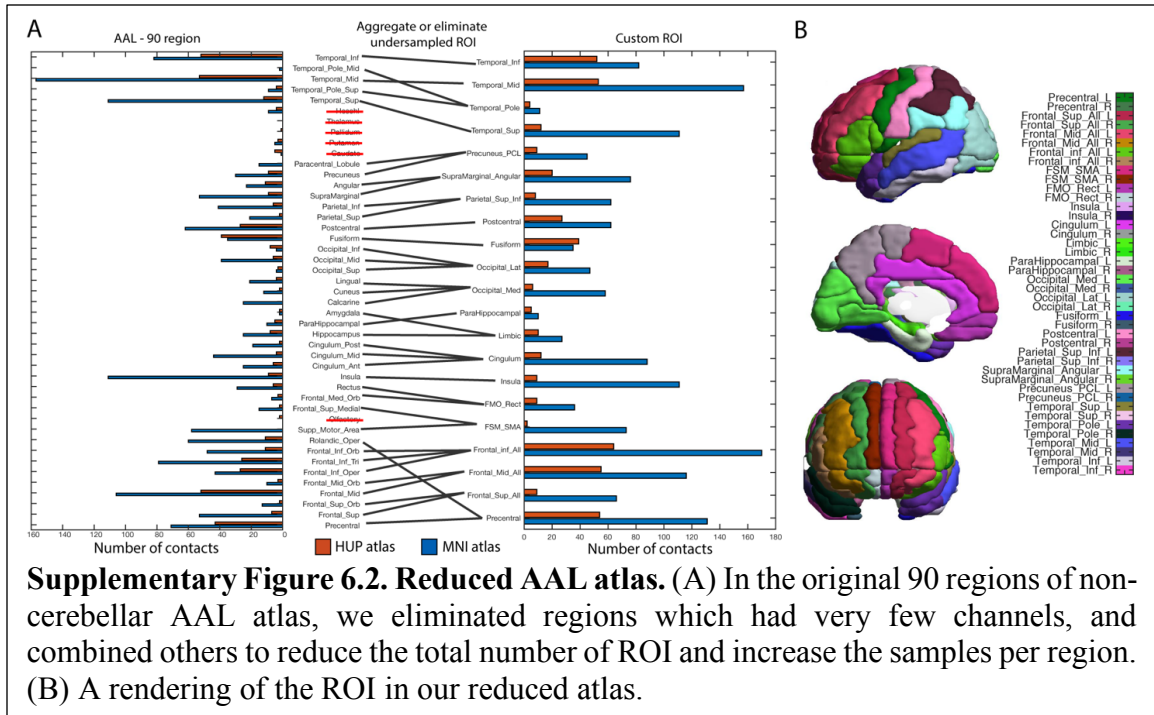 A
AAL - 90 region
Aggregate or eliminate
undersampled ROI
Custom ROI
B
Temporal_Inf
Temporal_Pole_Mid
Temporal_Mid
Temporal_Pole_Sup
Temporal_Sup
Heschl
Thalamus
Pallidum
Putamen
Caudate
Paracentral_Lobule
Precuneus
Angular
SupraMarginal
Parietal_Inf
Parietal_Sup
Postcentral
Fusiform
Occipital_Inf
Occipital_Mid
Occipital_Sup
Lingual
Cuneus
Calcarine
Amygdala
ParaHippocampal
Hippocampus
Cingulum_Post
Cingulum_Mid
Cingulum_Ant
Insula
Rectus
Frontal_Med_Orb
Frontal_Sup_Medial
Olfactory
Supp_Motor_Area
Rolandic_Oper
Frontal_Inf_Orb
Frontal_Inf_Tri
Frontal_Inf_Oper
Frontal_Mid_Orb
Frontal_Mid
Frontal_Sup_Orb
Frontal_Sup
Precentral
160 140 120 100 80 60 40 20 0
Number of contacts
Temporal_Inf
Temporal_Mid
Temporal_Pole
Temporal_Sup
Precuneus_PCL
SupraMarginal_Angular
Parietal_Sup_Inf
Postcentral
Fusiform
Occipital_Lat
Occipital_Med
ParaHippocampal
Limbic
Cingulum
Insula
FMO_Rect
FSM_SMA
Frontal_inf_All
Frontal_Mid_All
Frontal_Sup_All
Precentral
0 20 40 60 80 100 120 140 160 180
Number of contacts
HUP atlas
MNI atlas
Precentral_L
Precentral_R
Frontal_Sup_All_L
Frontal_Sup_All_R
Frontal_Mid_All_L
Frontal_Mid_All_R
Frontal_inf_All_L
Frontal_inf_All_R
FSM_SMA_L
FSM_SMA_R
FMO_Rect_L
FMO_Rect_R
Insula_L
Insula_R
Cingulum_L
Cingulum_R
Limbic_L
Limbic_R
ParaHippocampal_L
ParaHippocampal_R
Occipital_Med_L
Occipital_Med_R
Occipital_Lat_L
Occipital_Lat_R
Fusiform_L
Fusiform_R
Postcentral_L
Postcentral_R
Parietal_Sup_Inf_L
Parietal_Sup_Inf_R
SupraMarginal_Angular_L
SupraMarginal_Angular_R
Precuneus_PCL_L
Precuneus_PCL_R
Temporal_Sup_L
Temporal_Sup_R
Temporal_Pole_L
Temporal_Pole_R
Temporal_Mid_L
Temporal_Mid_R
Temporal_Inf_L
Temporal_Inf_R
Supplementary Figure 6.2. Reduced AAL atlas. (A) In the original 90 regions of non-
cerebellar AAL atlas, we eliminated regions which had very few channels, and
combined others to reduce the total number of ROI and increase the samples per region.
(B) A rendering of the ROI in our reduced atlas.